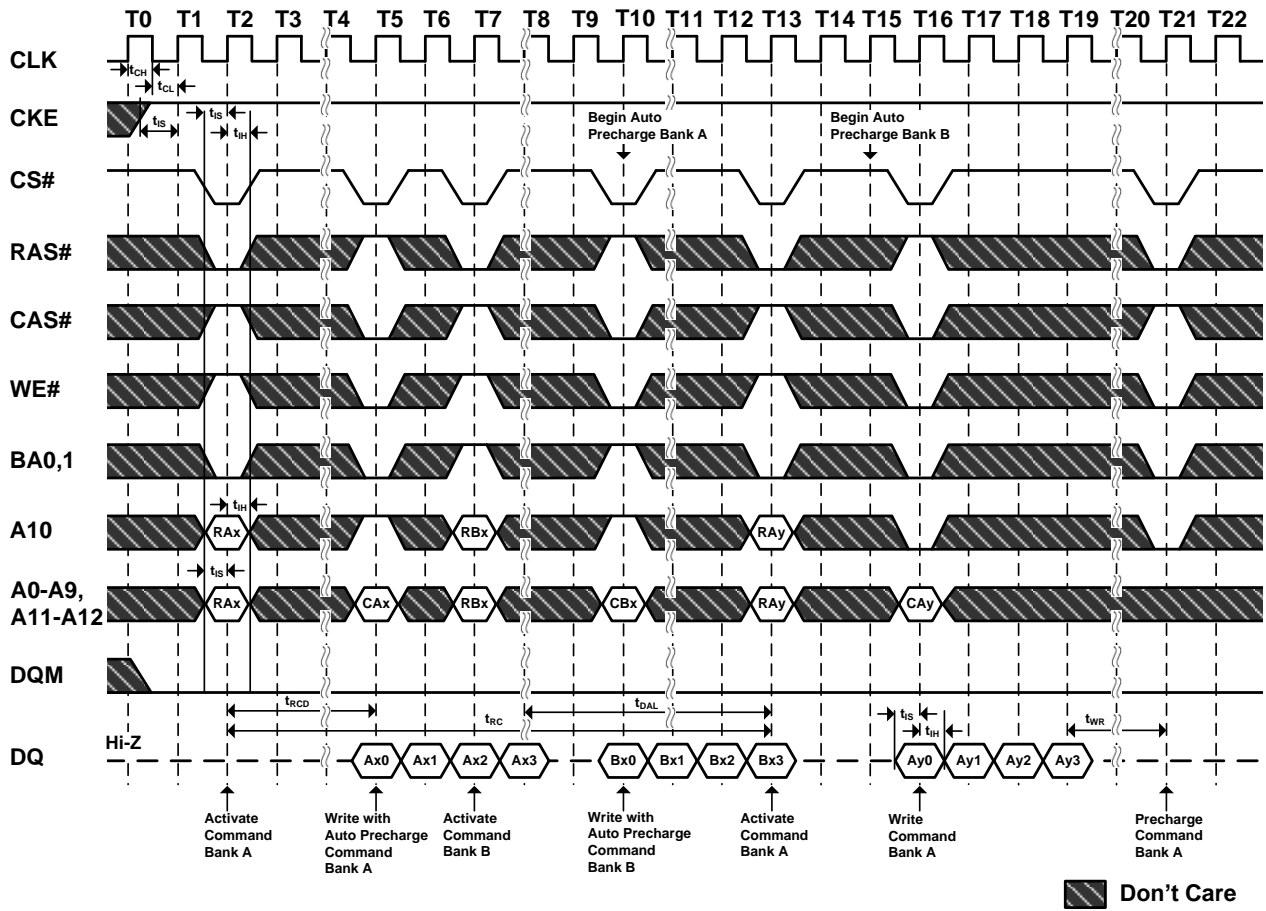 T0 T1 T2 T3 T4 T5 T6 T7 T8 T9 T10 T11 T12 T13 T14 T15 T16 T17 T18 T19 T20 T21 T22
CLK
tCH
tCL
CKE
tIS
tIS
tIH
Begin Auto
Precharge Bank A
Begin Auto
Precharge Bank B
CS#
RAS#
CAS#
WE#
BA0,1
A10
tIH
RAx
RBx
RAy
tIS
A0-A9,
A11-A12
RAx
CAx
RBx
CBx
RAy
CAy
DQM
tRCD
tDAL
tRC
tIS
tIH
tWR
Hi-Z
DQ
Ax0
Ax1
Ax2
Ax3
Bx0
Bx1
Bx2
Bx3
Ay0
Ay1
Ay2
Ay3
Activate
Command
Bank A
Write with
Auto Precharge
Command
Bank A
Activate
Command
Bank B
Write with
Auto Precharge
Command
Bank B
Activate
Command
Bank A
Write
Command
Bank A
Precharge
Command
Bank A
Don't Care